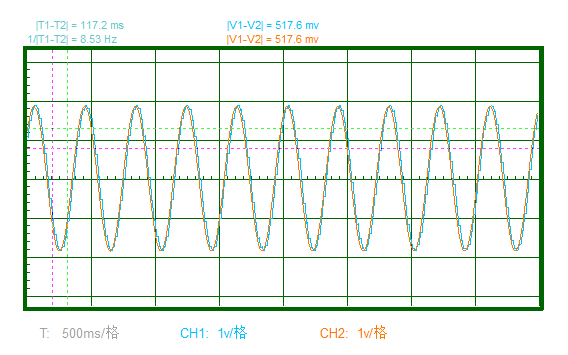 |T1-T2| = 117.2 ms |V1-V2| = 517.6 mv
1/|T1-T2| = 8.53 Hz |V1-V2| = 517.6 mv
T: 500ms/格 CH1: 1v/格 CH2: 1v/格